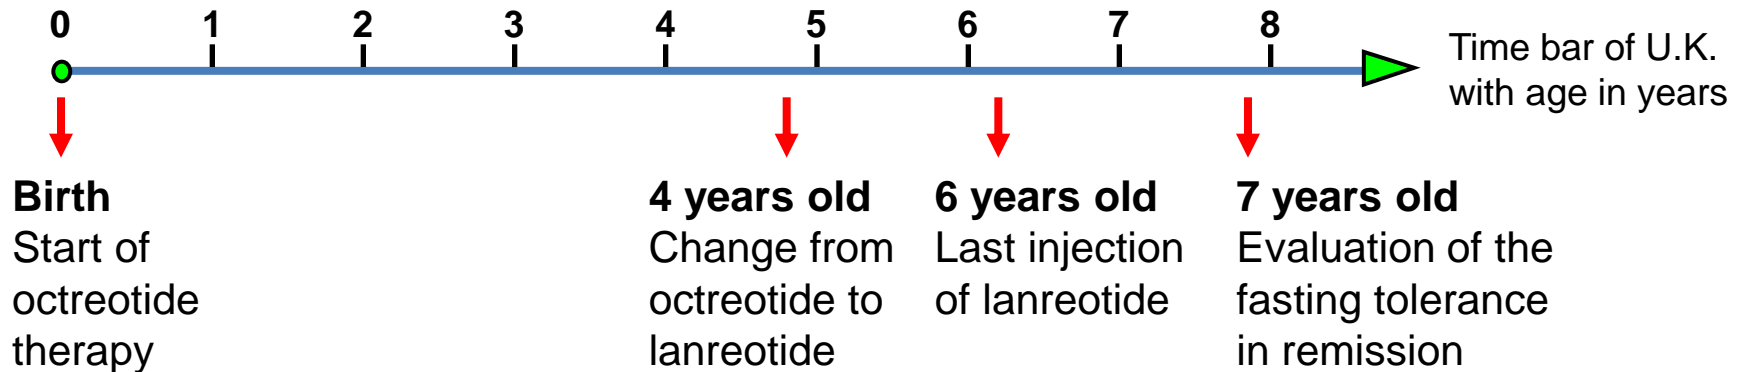 0 1 2 3 4 5 6 7 8
Time bar of U.K.
with age in years
Birth
Start of
octreotide
therapy
4 years old
Change from
octreotide to
lanreotide
6 years old
Last injection
of lanreotide
7 years old
Evaluation of the
fasting tolerance
in remission